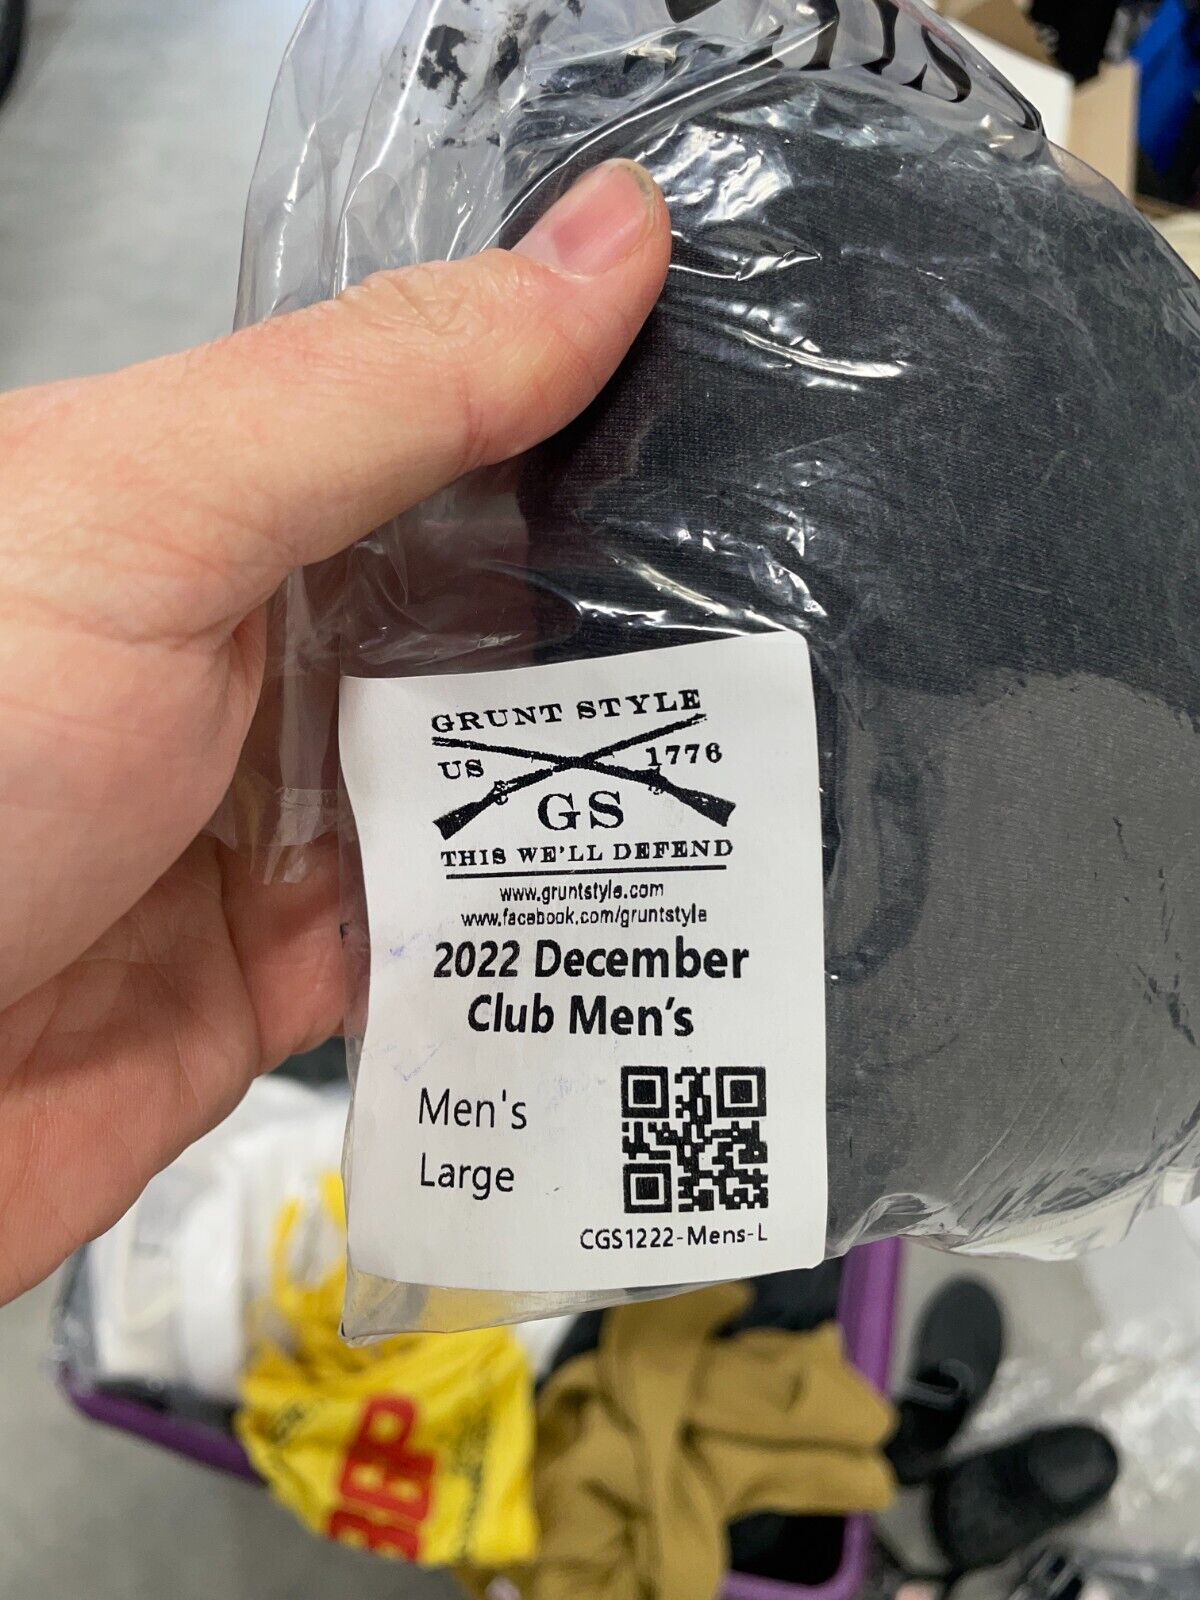 GRUNT STYLE
US 1776
GS
THIS WE'LL DEFEND
www.gruntstyle.com
www.facebook.com/gruntstyle
2022 December
Club Men's
Men's
Large
CGS1222-Mens-L